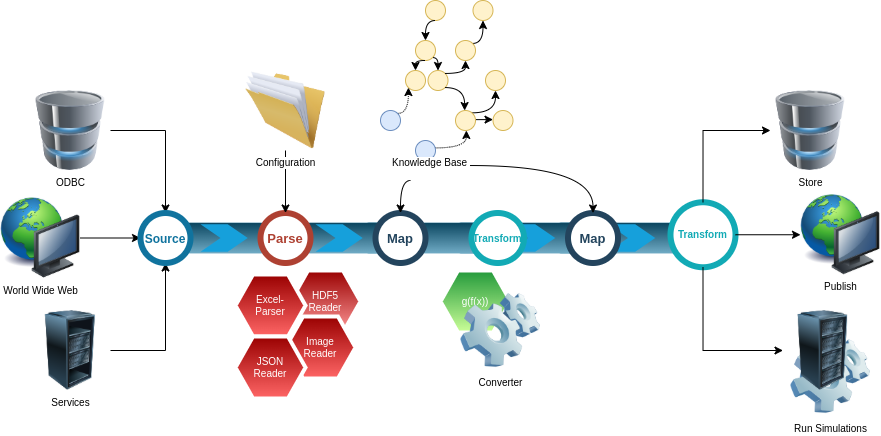 ODBC
World Wide Web
Services
Source
Configuration
Parse
Excel-
Parser
HDF5
Reader
Image
Reader
JSON
Reader
Knowledge Base
Map
Transform
g(f(x))
Converter
Map
Transform
Store
Publish
Run Simulations